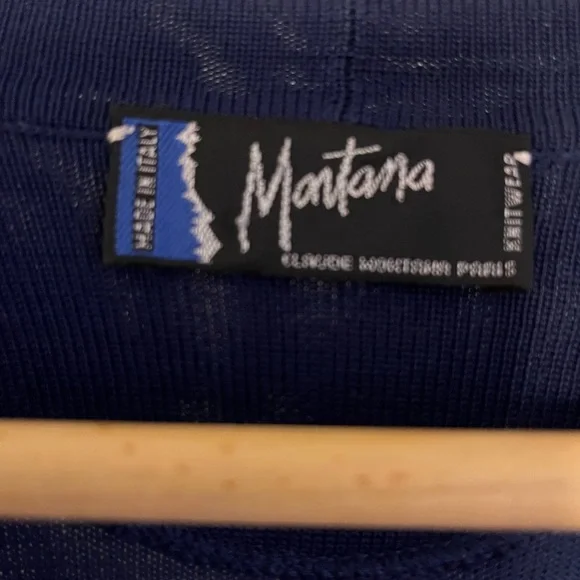 MADE IN ITALY
Montana
KNITWEAR
CLAUDE MONTANA PARIS